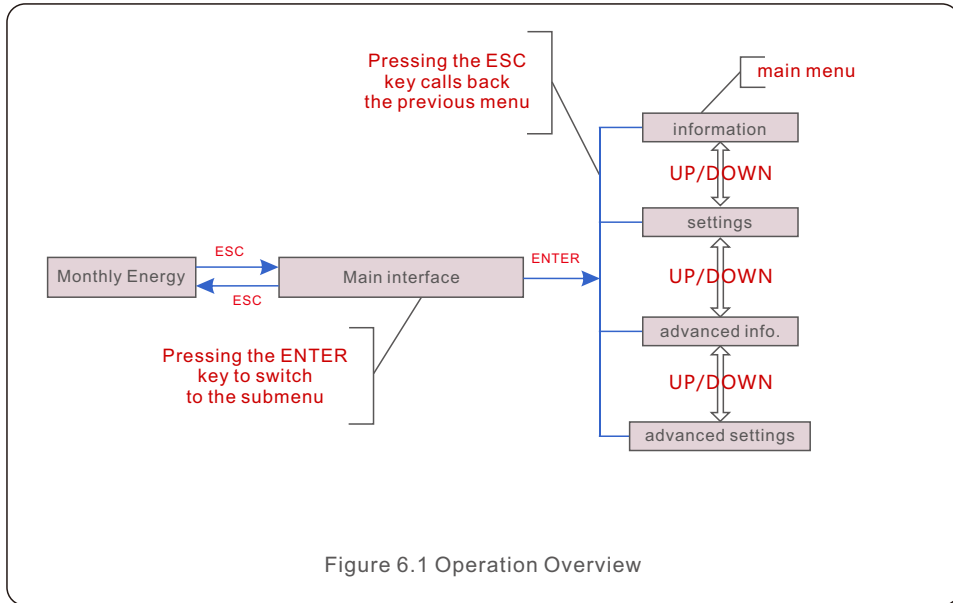 Pressing the ESC
key calls back
the previous menu
main menu
information
UP/DOWN
settings
UP/DOWN
advanced info.
UP/DOWN
advanced settings
Monthly Energy
ESC
ESC
Main interface
ENTER
Pressing the ENTER
key to switch
to the submenu
Figure 6.1 Operation Overview